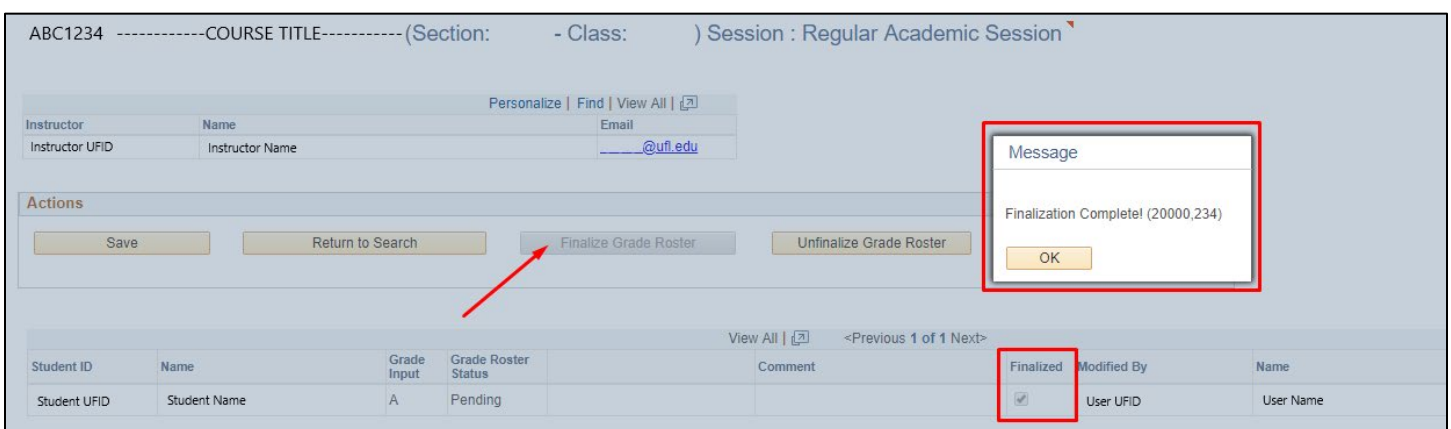 ABC1234 ------------COURSE TITLE----------- (Section: - Class: ) Session : Regular Academic Session
Personalize | Find | View All |
Instructor Name Email
Instructor UFID Instructor Name _____@ufl.edu
Message
Finalization Complete! (20000,234)
OK
Actions
Save Return to Search Finalize Grade Roster Unfinalize Grade Roster
View All | <Previous 1 of 1 Next>
Student ID Name Grade Input Grade Roster Status Comment Finalized Modified By Name
Student UFID Student Name A Pending User UFID User Name